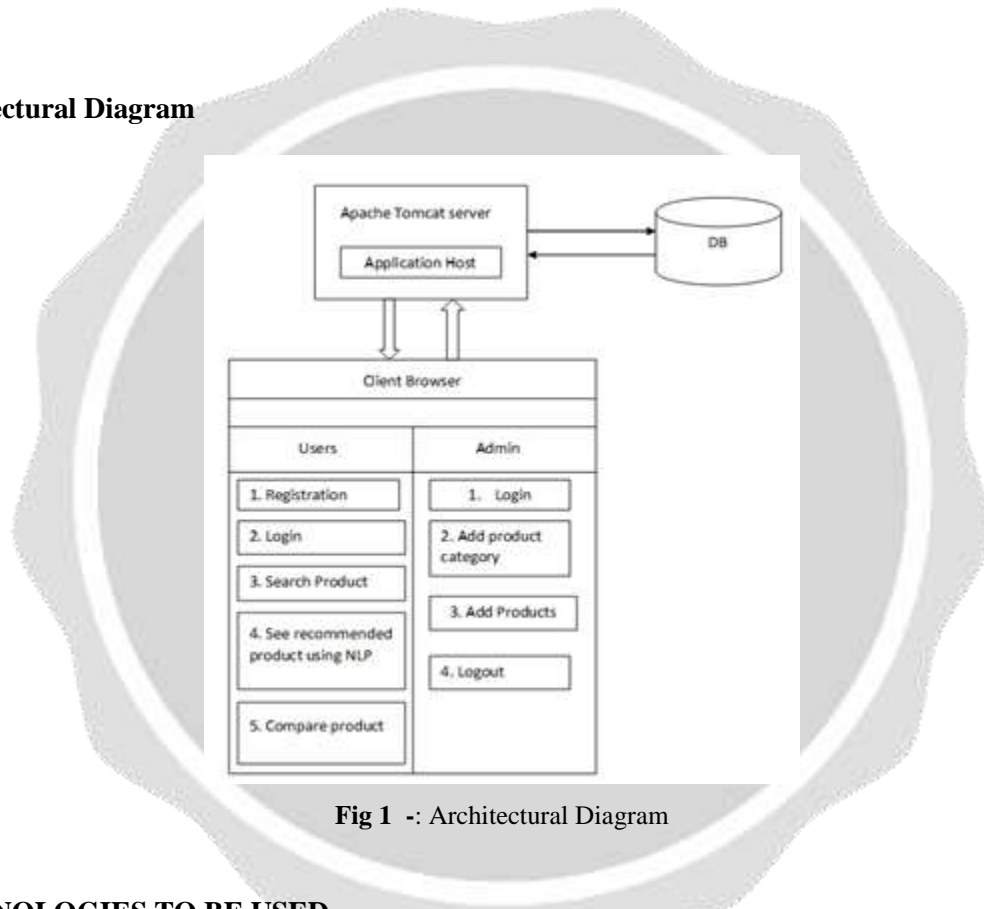 ectural Diagram
Apache Tomcat server
Application Host
DB
Client Browser
Users
Admin
1. Registration
2. Login
3. Search Product
4. See recommended
product using NLP
5. Compare product
1. Login
2. Add product
category
3. Add Products
4. Logout
Fig 1 -: Architectural Diagram
NOLOGIES TO BE USED